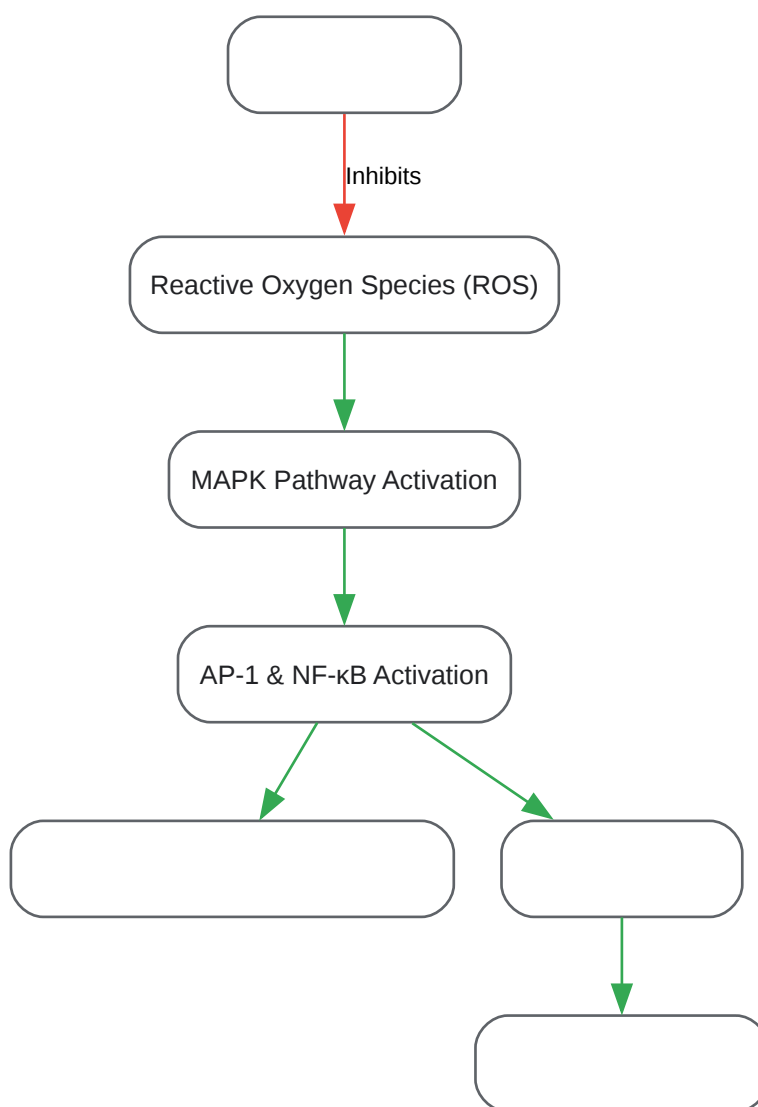 Inhibits
Reactive Oxygen Species (ROS)
MAPK Pathway Activation
AP-1 & NF-κB Activation